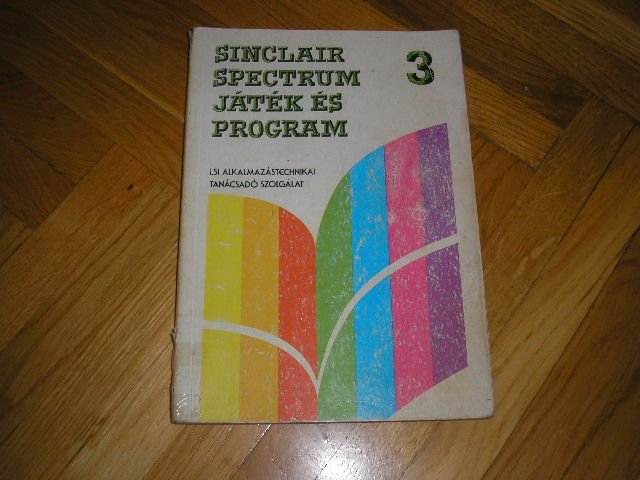 SINCLAIR
SPECTRUM
JÁTÉK ÉS
PROGRAM
3
LSI ALKALMAZÁSTECHNIKAI
TANÁCSADÓ SZOLGÁLAT